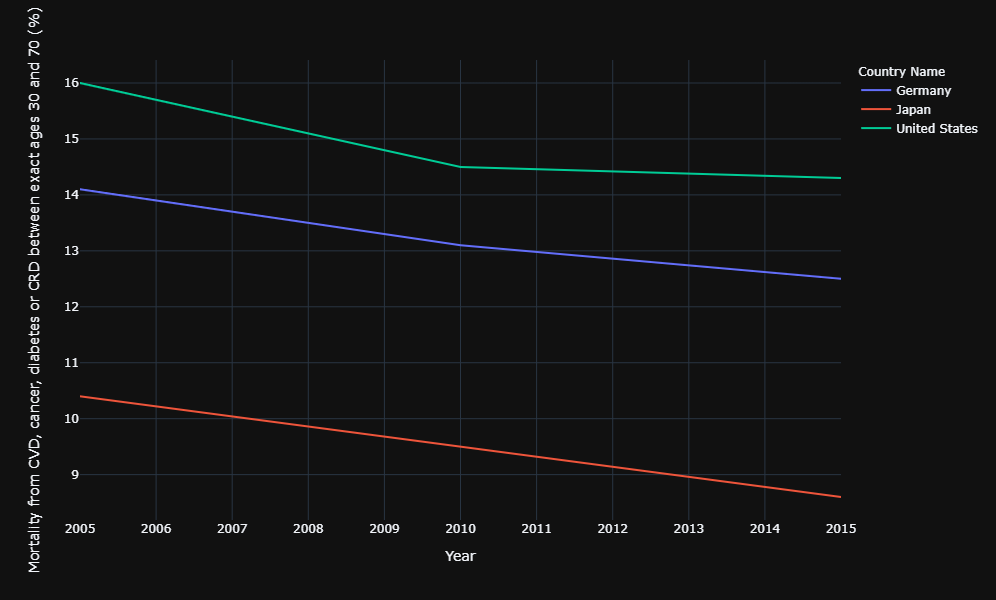 Mortality from CVD, cancer, diabetes or CRD between exact ages 30 and 70 (%)
16
15
14
13
12
11
10
9
2005 2006 2007 2008 2009 2010 2011 2012 2013 2014 2015
Year
Country Name
Germany
Japan
United States